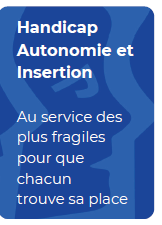 Handicap
Autonomie et
Insertion
Au service des
plus fragiles
pour que
chacun
trouve sa place